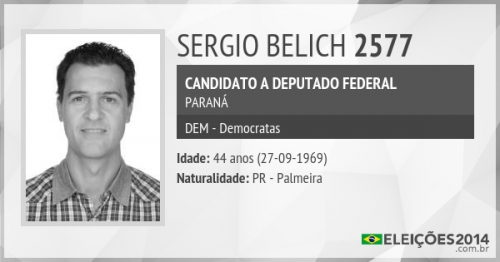 SERGIO BELICH 2577
CANDIDATO A DEPUTADO FEDERAL
PARANÁ
DEM - Democratas
Idade: 44 anos (27-09-1969)
Naturalidade: PR - Palmeira
ELEIÇÕES2014
.com.br